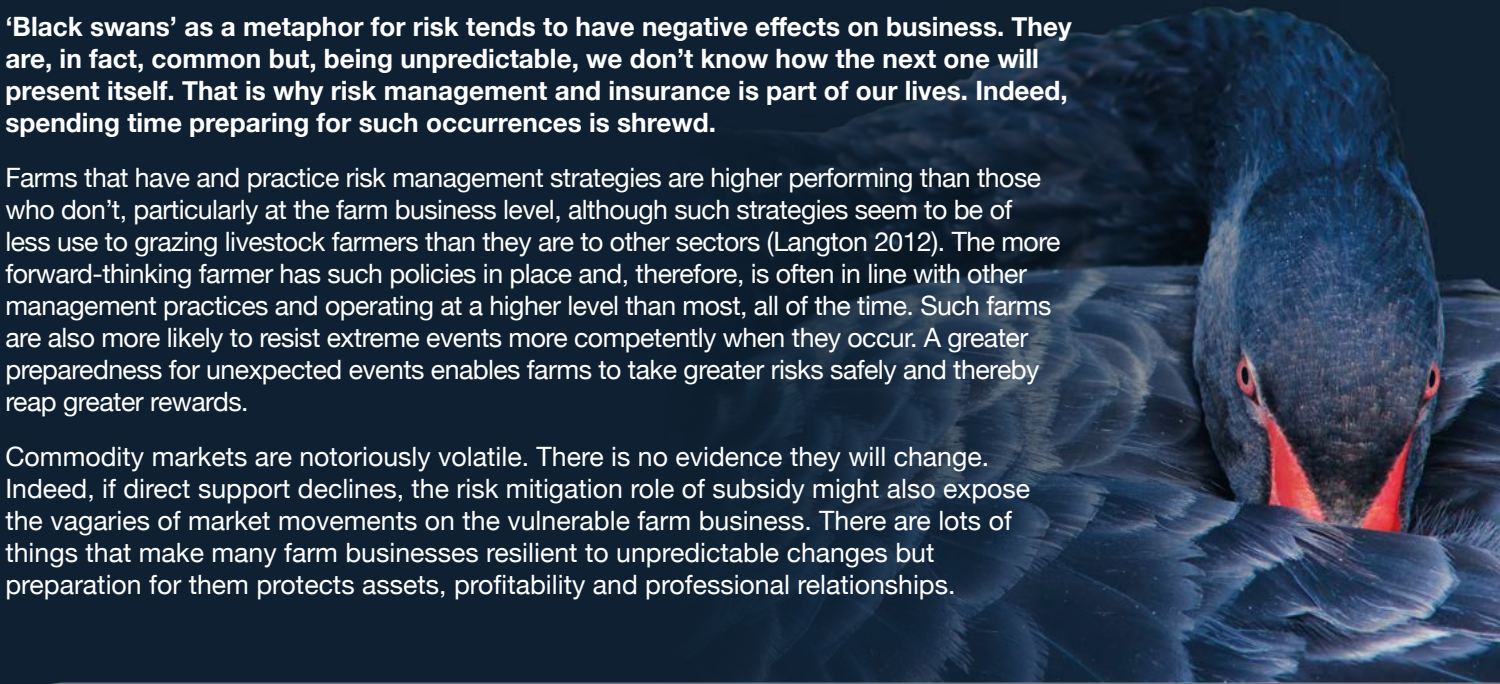 ‘Black swans’ as a metaphor for risk tends to have negative effects on business. They
are, in fact, common but, being unpredictable, we don’t know how the next one will
present itself. That is why risk management and insurance is part of our lives. Indeed,
spending time preparing for such occurrences is shrewd.
Farms that have and practice risk management strategies are higher performing than those
who don’t, particularly at the farm business level, although such strategies seem to be of
less use to grazing livestock farmers than they are to other sectors (Langton 2012). The more
forward-thinking farmer has such policies in place and, therefore, is often in line with other
management practices and operating at a higher level than most, all of the time. Such farms
are also more likely to resist extreme events more competently when they occur. A greater
preparedness for unexpected events enables farms to take greater risks safely and thereby
reap greater rewards.
Commodity markets are notoriously volatile. There is no evidence they will change.
Indeed, if direct support declines, the risk mitigation role of subsidy might also expose
the vagaries of market movements on the vulnerable farm business. There are lots of
things that make many farm businesses resilient to unpredictable changes but
preparation for them protects assets, profitability and professional relationships.